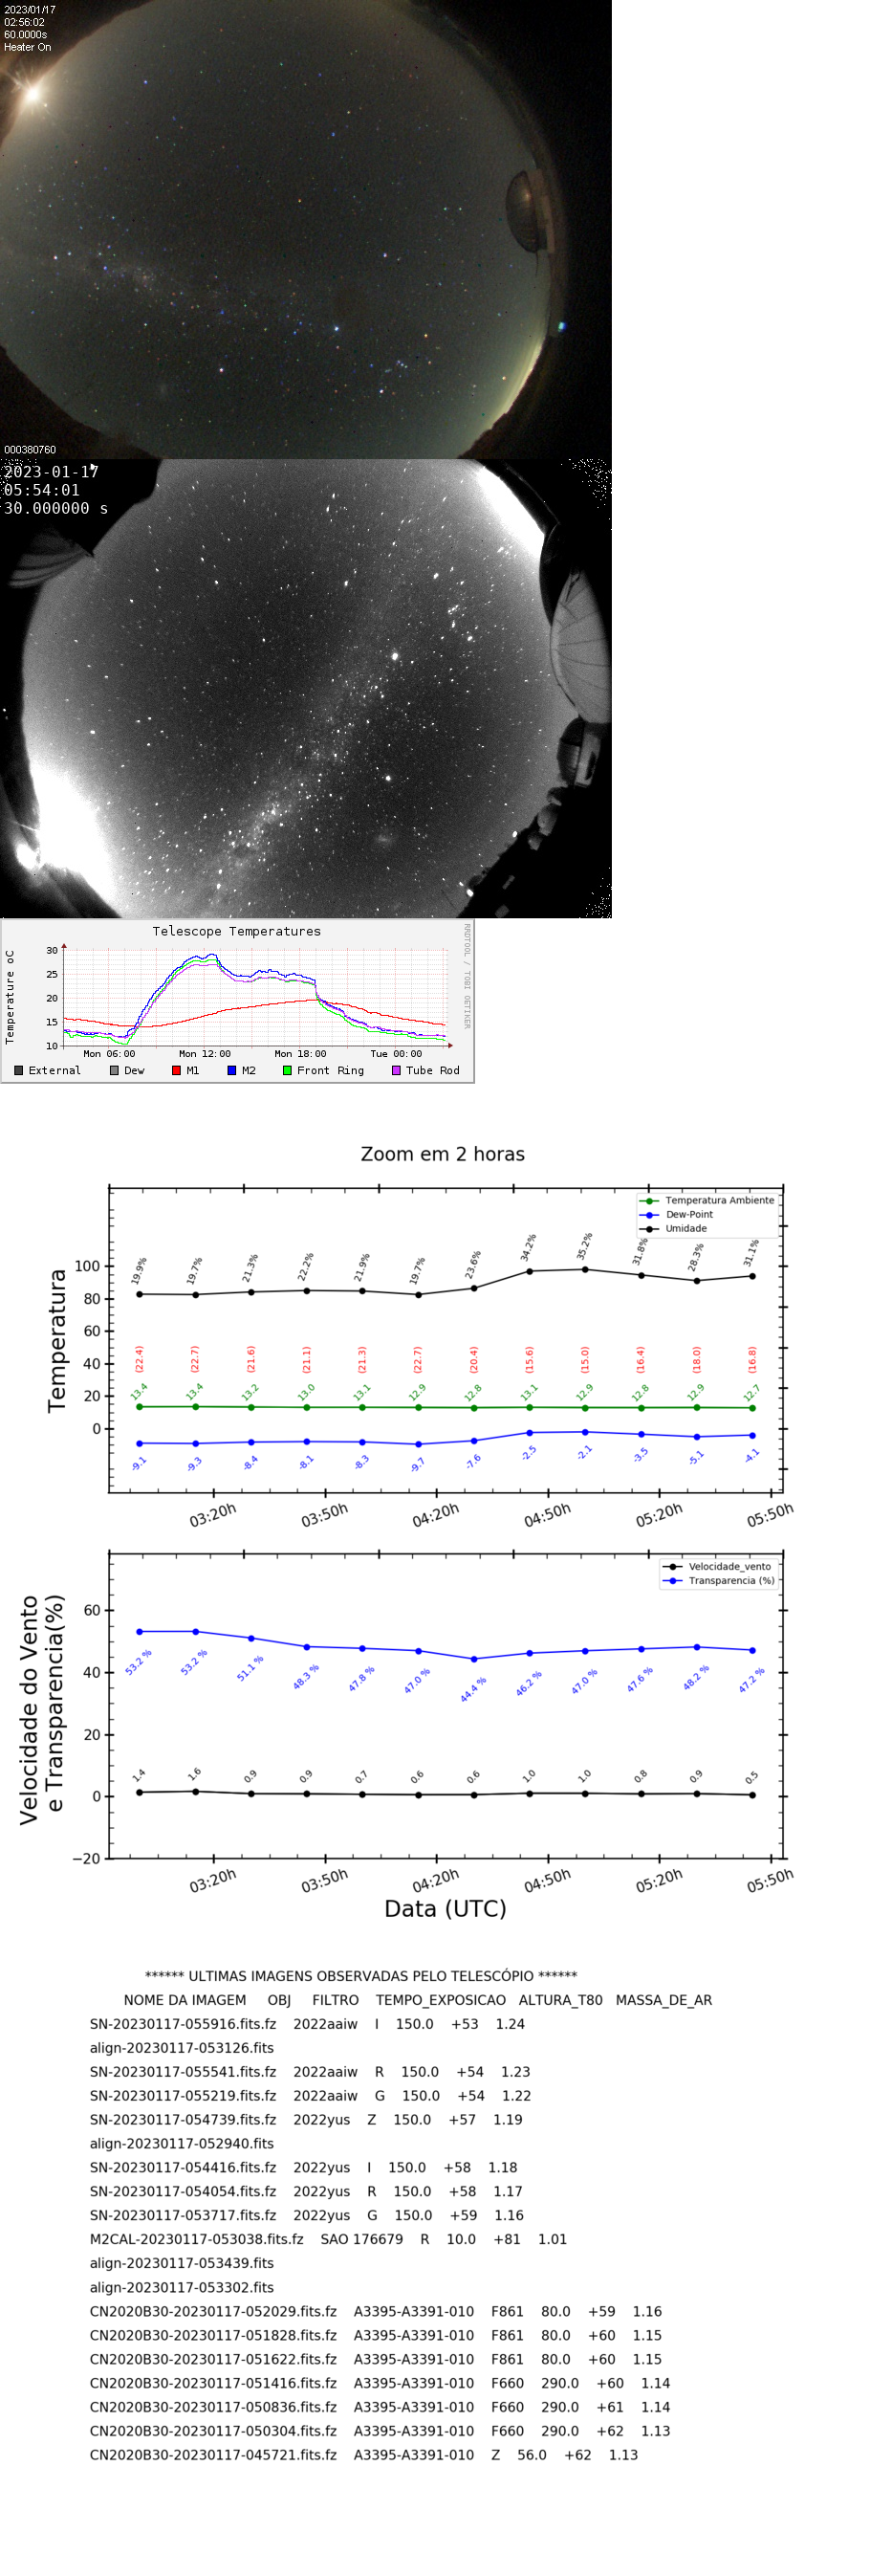 2023/01/17
02:56:02
60.0000s
Heater On
000380760
2023-01-17
05:54:01
30.000000 s
Telescope Temperatures
Temperature oC
RRDTOOL / TOBI OETIKER
30
25
20
15
10
Mon 06:00 Mon 12:00 Mon 18:00 Tue 00:00
External Dew M1 M2 Front Ring Tube Rod
Zoom em 2 horas
Temperatura Ambiente
Dew-Point
Umidade
Temperatura
100
80
60
40
20
0
19.9% 19.7% 21.3% 22.2% 21.9% 19.7% 23.6% 34.2% 35.2% 31.8% 28.3% 31.1%
(22.4) (22.7) (21.6) (21.1) (21.3) (22.7) (20.4) (15.6) (15.0) (16.4) (18.0) (16.8)
13.4 13.4 13.2 13.0 13.1 12.9 12.8 13.1 12.9 12.8 12.9 12.7
-9.1 -9.3 -8.4 -8.1 -8.3 -9.7 -7.6 -2.5 -2.1 -3.5 -5.1 -4.1
03:20h 03:50h 04:20h 04:50h 05:20h 05:50h
Velocidade_vento
Transparencia (%)
Velocidade do Vento
e Transparencia(%)
60
40
20
0
−20
53.2 % 53.2 % 51.1 % 48.3 % 47.8 % 47.0 % 44.4 % 46.2 % 47.0 % 47.6 % 48.2 % 47.2 %
1.4 1.6 0.9 0.9 0.7 0.6 0.6 1.0 1.0 0.8 0.9 0.5
03:20h 03:50h 04:20h 04:50h 05:20h 05:50h
Data (UTC)
****** ULTIMAS IMAGENS OBSERVADAS PELO TELESCÓPIO ******
NOME DA IMAGEM OBJ FILTRO TEMPO_EXPOSICAO ALTURA_T80 MASSA_DE_AR
SN-20230117-055916.fits.fz 2022aaiw I 150.0 +53 1.24
align-20230117-053126.fits
SN-20230117-055541.fits.fz 2022aaiw R 150.0 +54 1.23
SN-20230117-055219.fits.fz 2022aaiw G 150.0 +54 1.22
SN-20230117-054739.fits.fz 2022yus Z 150.0 +57 1.19
align-20230117-052940.fits
SN-20230117-054416.fits.fz 2022yus I 150.0 +58 1.18
SN-20230117-054054.fits.fz 2022yus R 150.0 +58 1.17
SN-20230117-053717.fits.fz 2022yus G 150.0 +59 1.16
M2CAL-20230117-053038.fits.fz SAO 176679 R 10.0 +81 1.01
align-20230117-053439.fits
align-20230117-053302.fits
CN2020B30-20230117-052029.fits.fz A3395-A3391-010 F861 80.0 +59 1.16
CN2020B30-20230117-051828.fits.fz A3395-A3391-010 F861 80.0 +60 1.15
CN2020B30-20230117-051622.fits.fz A3395-A3391-010 F861 80.0 +60 1.15
CN2020B30-20230117-051416.fits.fz A3395-A3391-010 F660 290.0 +60 1.14
CN2020B30-20230117-050836.fits.fz A3395-A3391-010 F660 290.0 +61 1.14
CN2020B30-20230117-050304.fits.fz A3395-A3391-010 F660 290.0 +62 1.13
CN2020B30-20230117-045721.fits.fz A3395-A3391-010 Z 56.0 +62 1.13